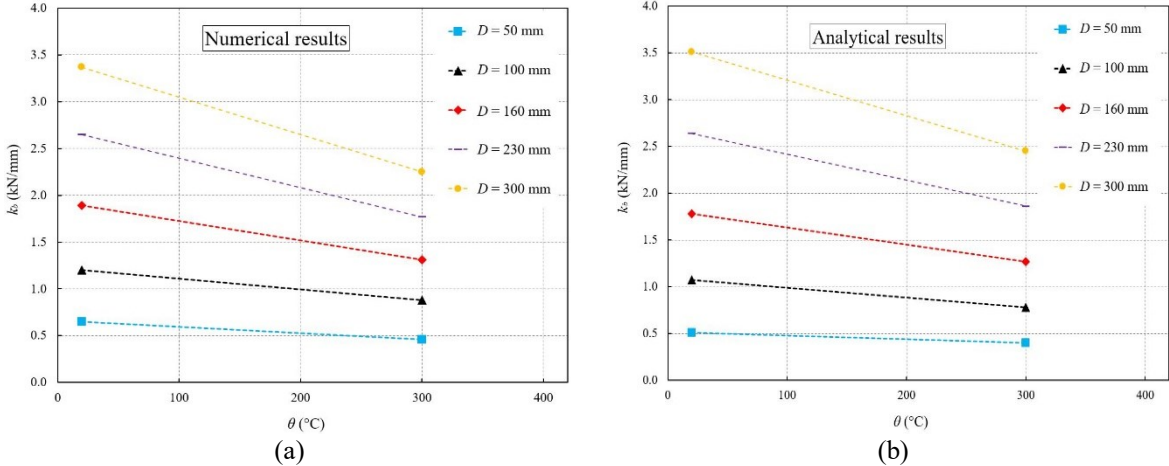 Numerical results
4.0
3.5
3.0
2.5
2.0
1.5
1.0
0.5
0.0
kδ (kN/mm)
0
100
200
300
400
θ (°C)
D = 50 mm
D = 100 mm
D = 160 mm
D = 230 mm
D = 300 mm
(a)
Analytical results
4.0
3.5
3.0
2.5
2.0
1.5
1.0
0.5
0.0
kδ (kN/mm)
0
100
200
300
400
θ (°C)
D = 50 mm
D = 100 mm
D = 160 mm
D = 230 mm
D = 300 mm
(b)